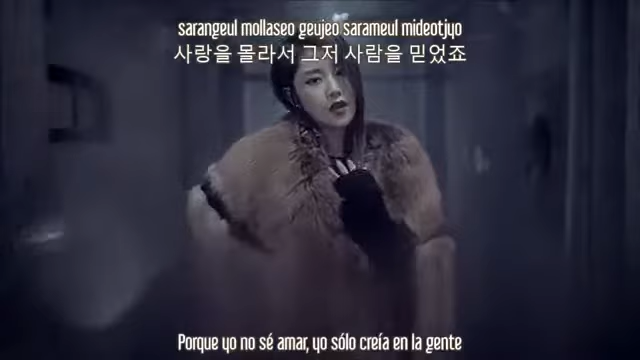 sarangeul mollaseo geujeo sarameul mideotjyo
사랑을 몰라서 그저 사람을 믿었죠
Porque yo no sé amar, yo sólo creía en la gente